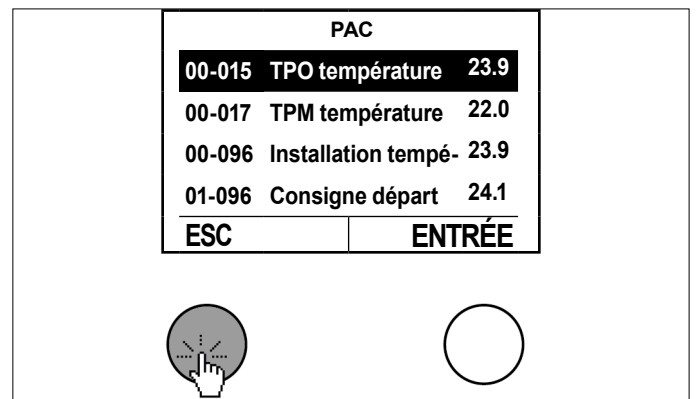 PAC
00-015 TPO température 23.9
00-017 TPM température 22.0
00-096 Installation tempé- 23.9
01-096 Consigne départ 24.1
ESC ENTRÉE